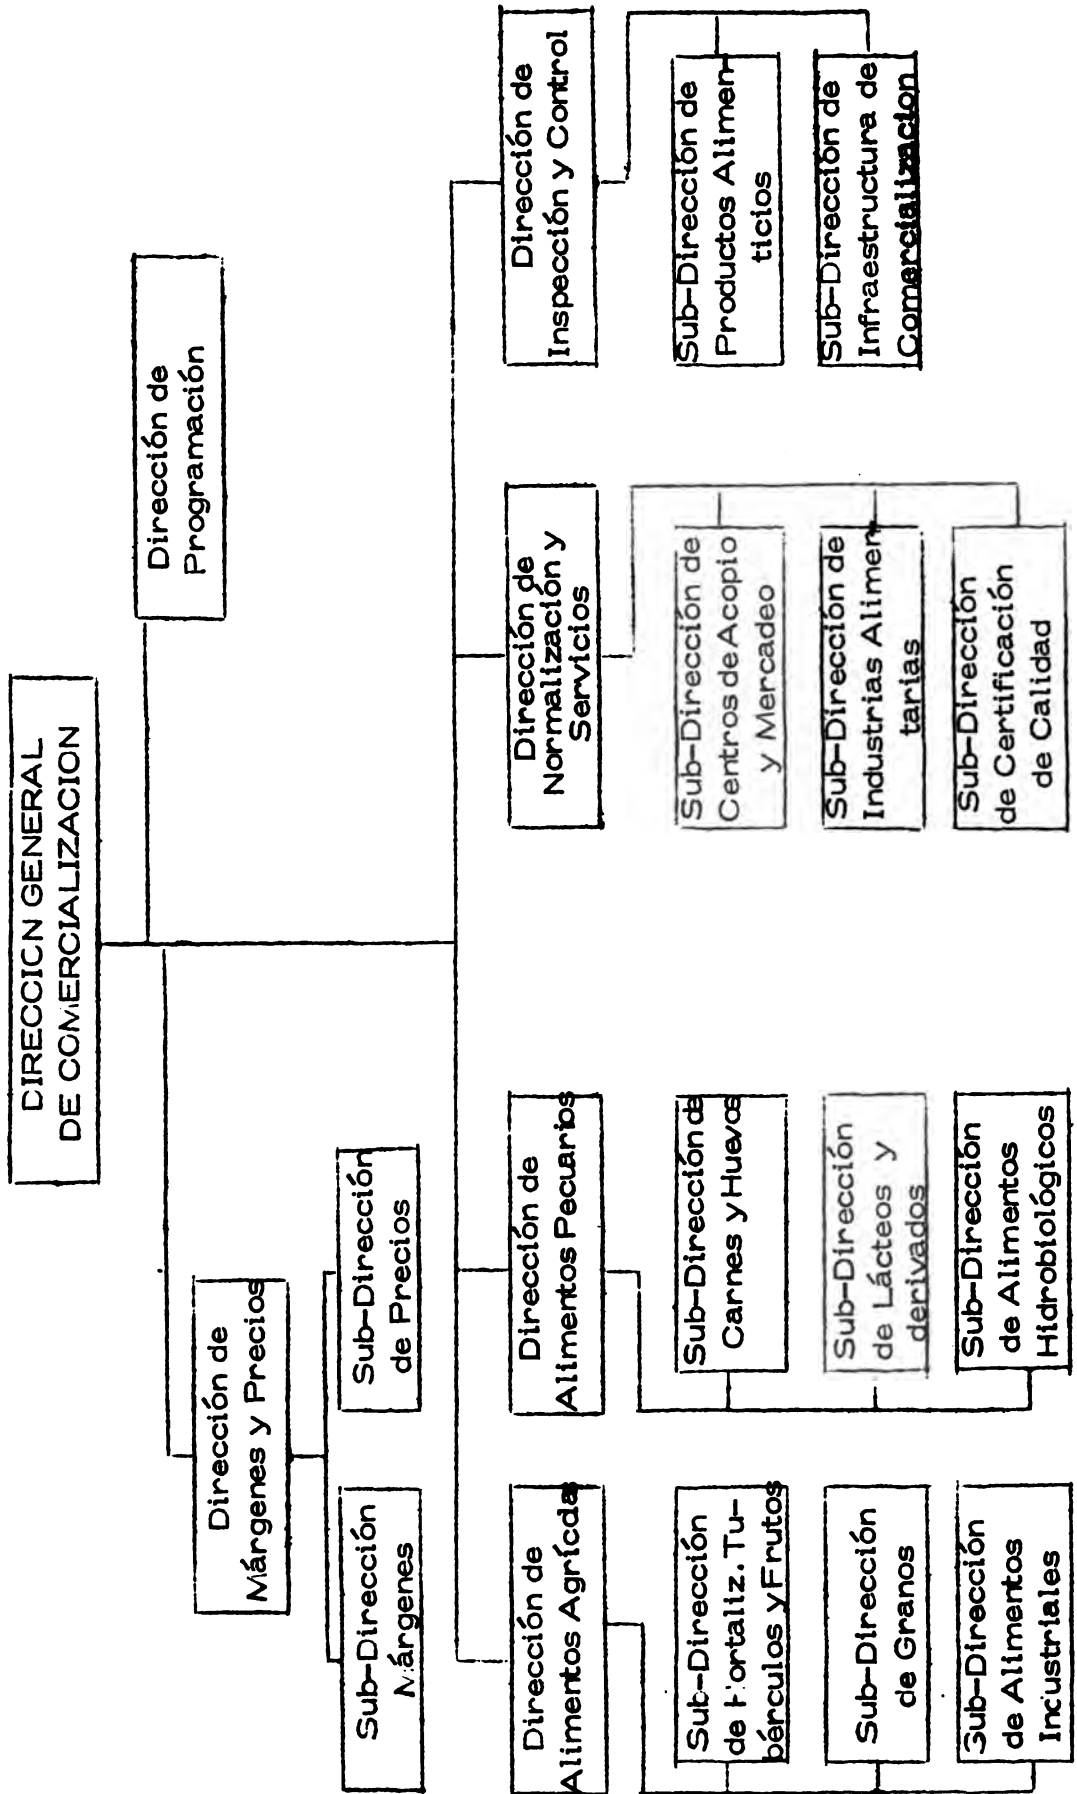 DIRECCICN GENERAL
DE COMERCIALIZACION
Dirección de
Programación
Dirección de
Márgenes y Precios
Sub-Dirección
Márgenes
Sub-Dirección
de Precios
Dirección de
Alimentos Agrícolas
Sub-Dirección
de Hortaliz. Tu-
bérculos y Frutos
Sub-Dirección
de Granos
Sub-Dirección
de Alimentos
Industriales
Dirección de
Alimentos Pecuarios
Sub-Dirección de
Carnes y Huevos
Sub-Dirección
de Lácteos y
derivados
Sub-Dirección
de Alimentos
Hidrobiológicos
Dirección de
Normalización y
Servicios
Sub-Dirección de
Centros de Acopio
y Mercadeo
Sub-Dirección de
Industrias Alimen
tarias
Sub-Dirección
de Certificación
de Calidad
Dirección de
Inspección y Control
Sub-Dirección de
Productos Alimen-
ticios
Sub-Dirección de
Infraestructura de
Comercialización